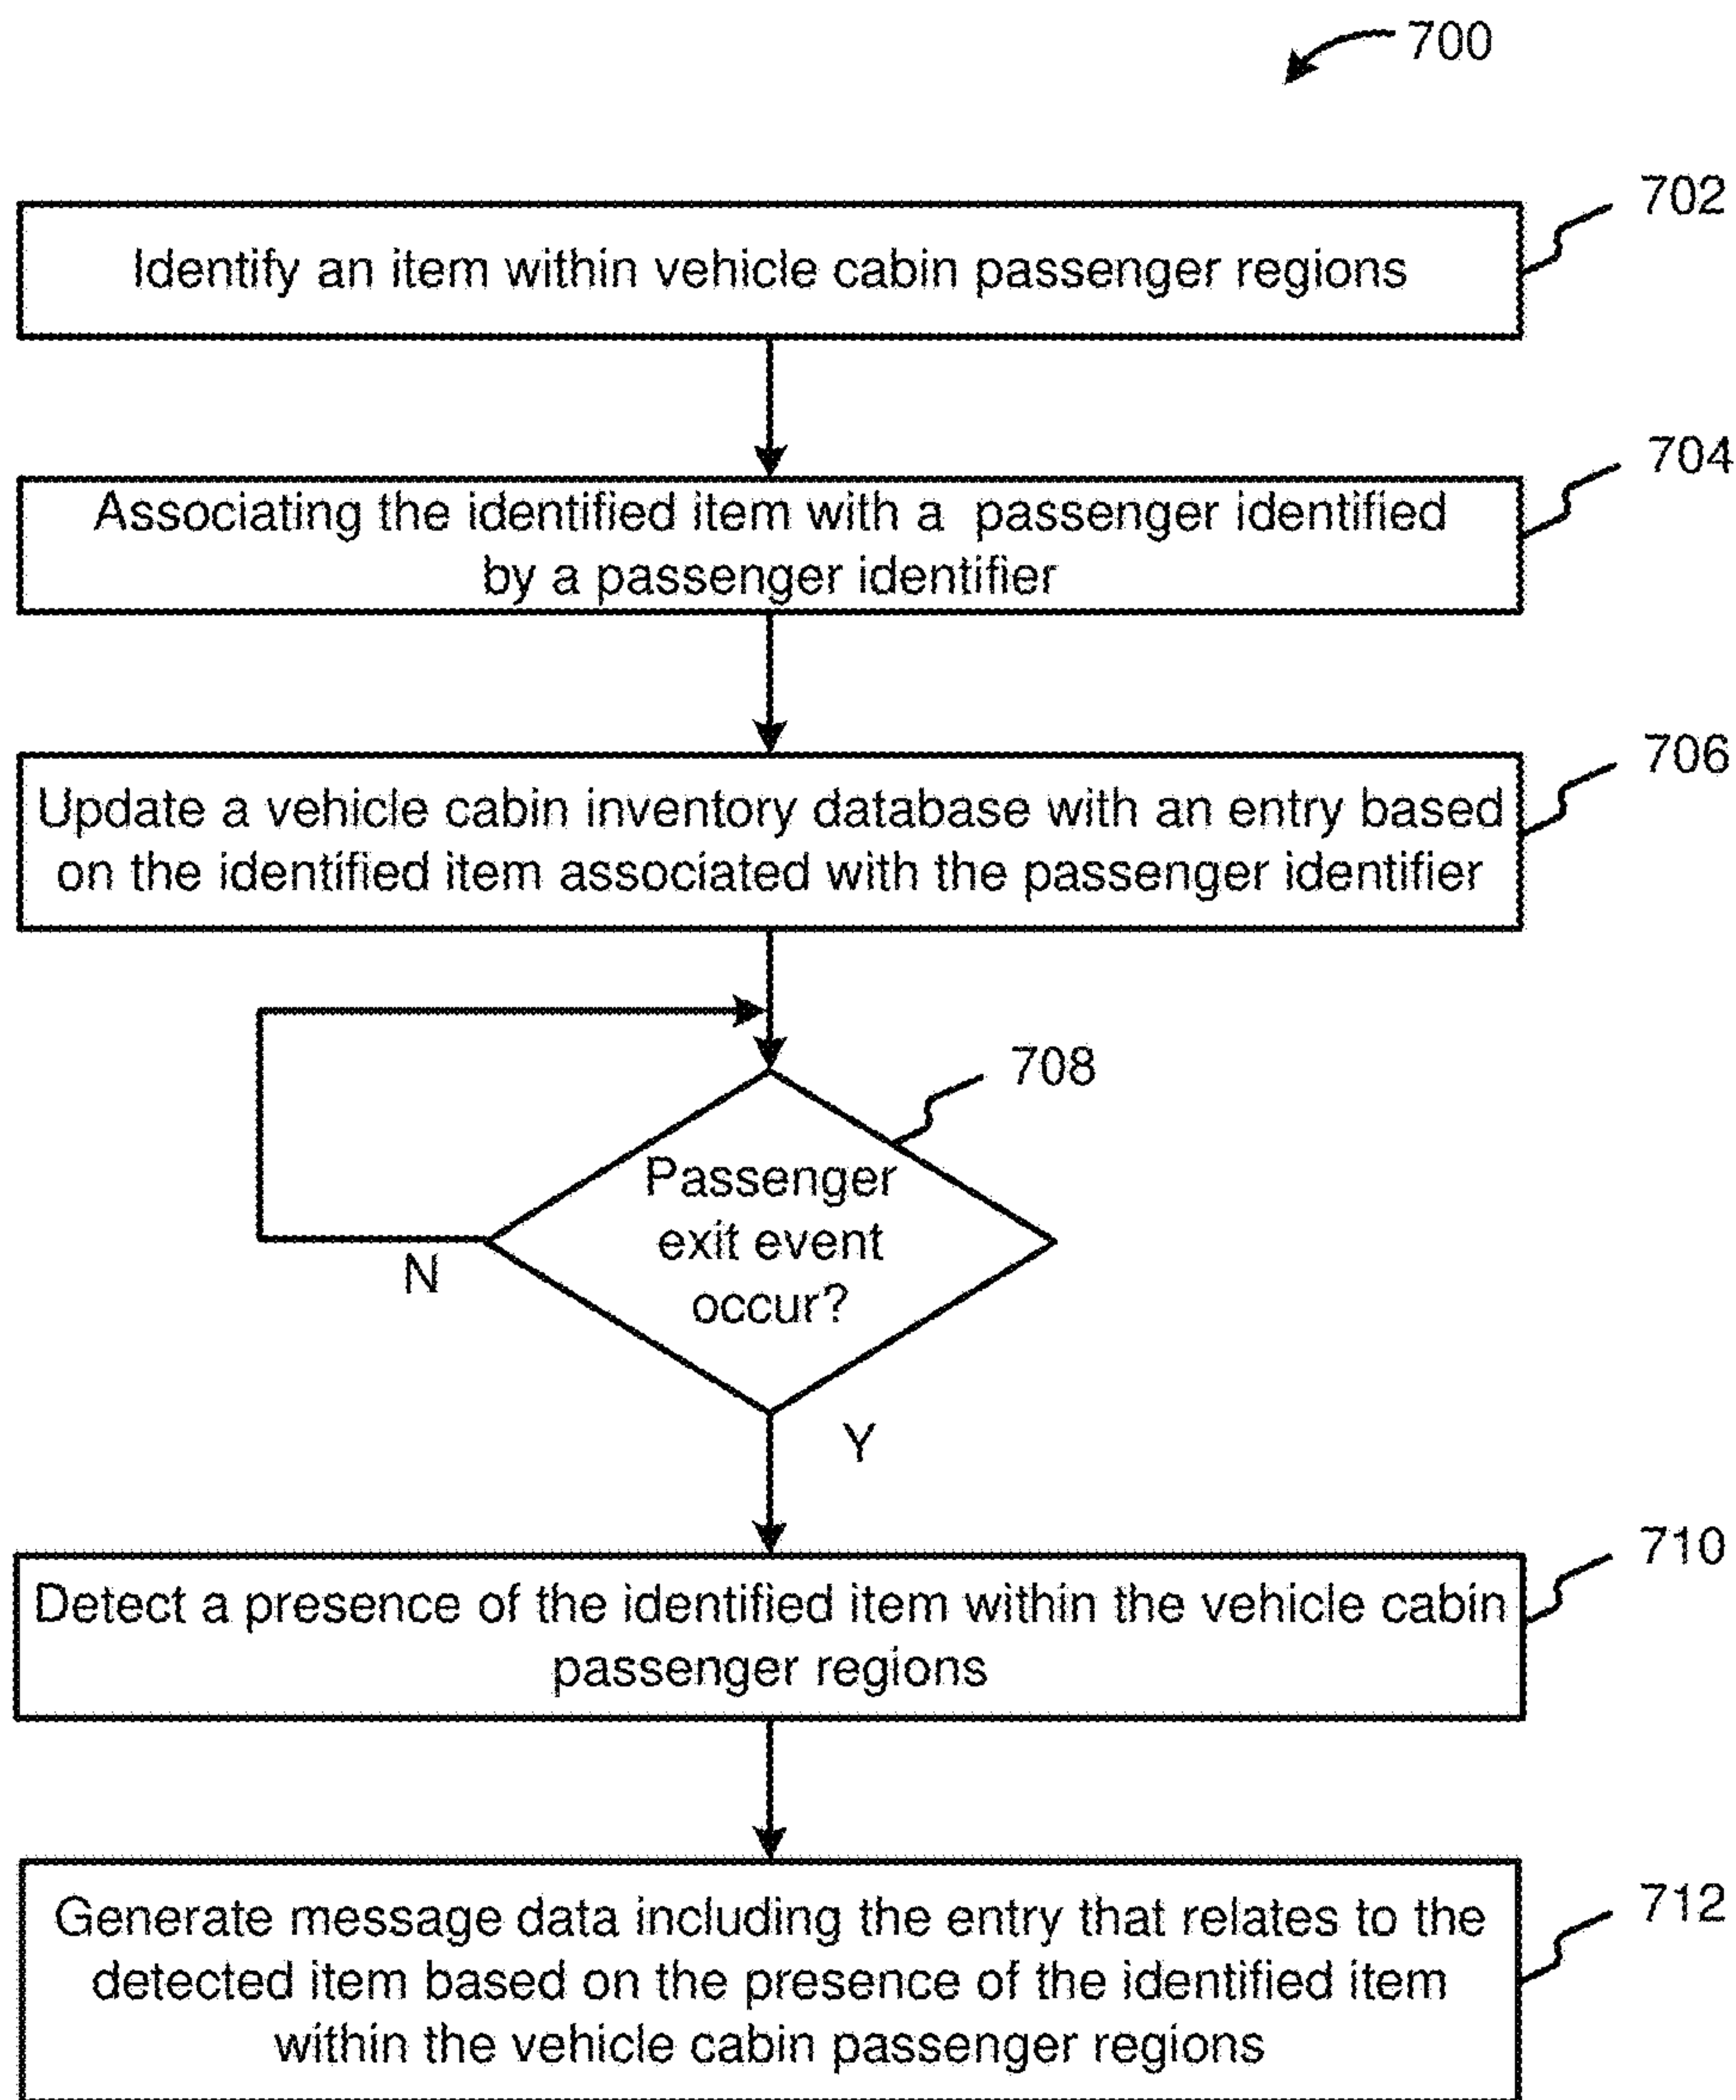 700
Identify an item within vehicle cabin passenger regions
702
Associating the identified item with a passenger identified
by a passenger identifier
704
Update a vehicle cabin inventory database with an entry based
on the identified item associated with the passenger identifier
706
Passenger
exit event
occur?
708
N
Y
Detect a presence of the identified item within the vehicle cabin
passenger regions
710
Generate message data including the entry that relates to the
detected item based on the presence of the identified item
within the vehicle cabin passenger regions
712